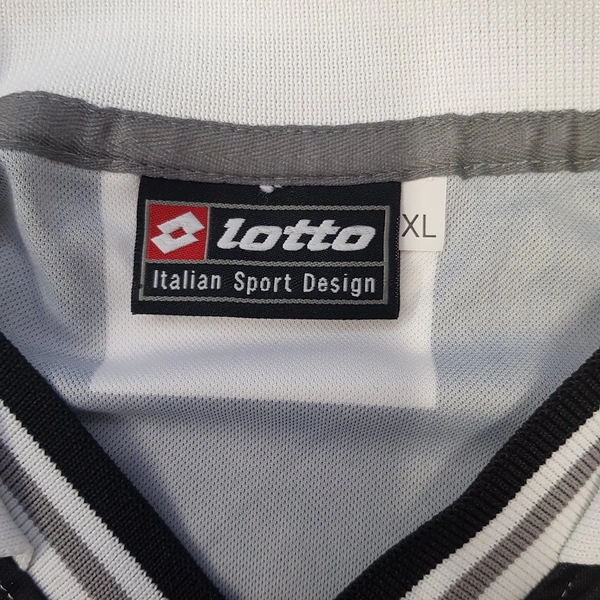 lotto
XL
Italian Sport Design